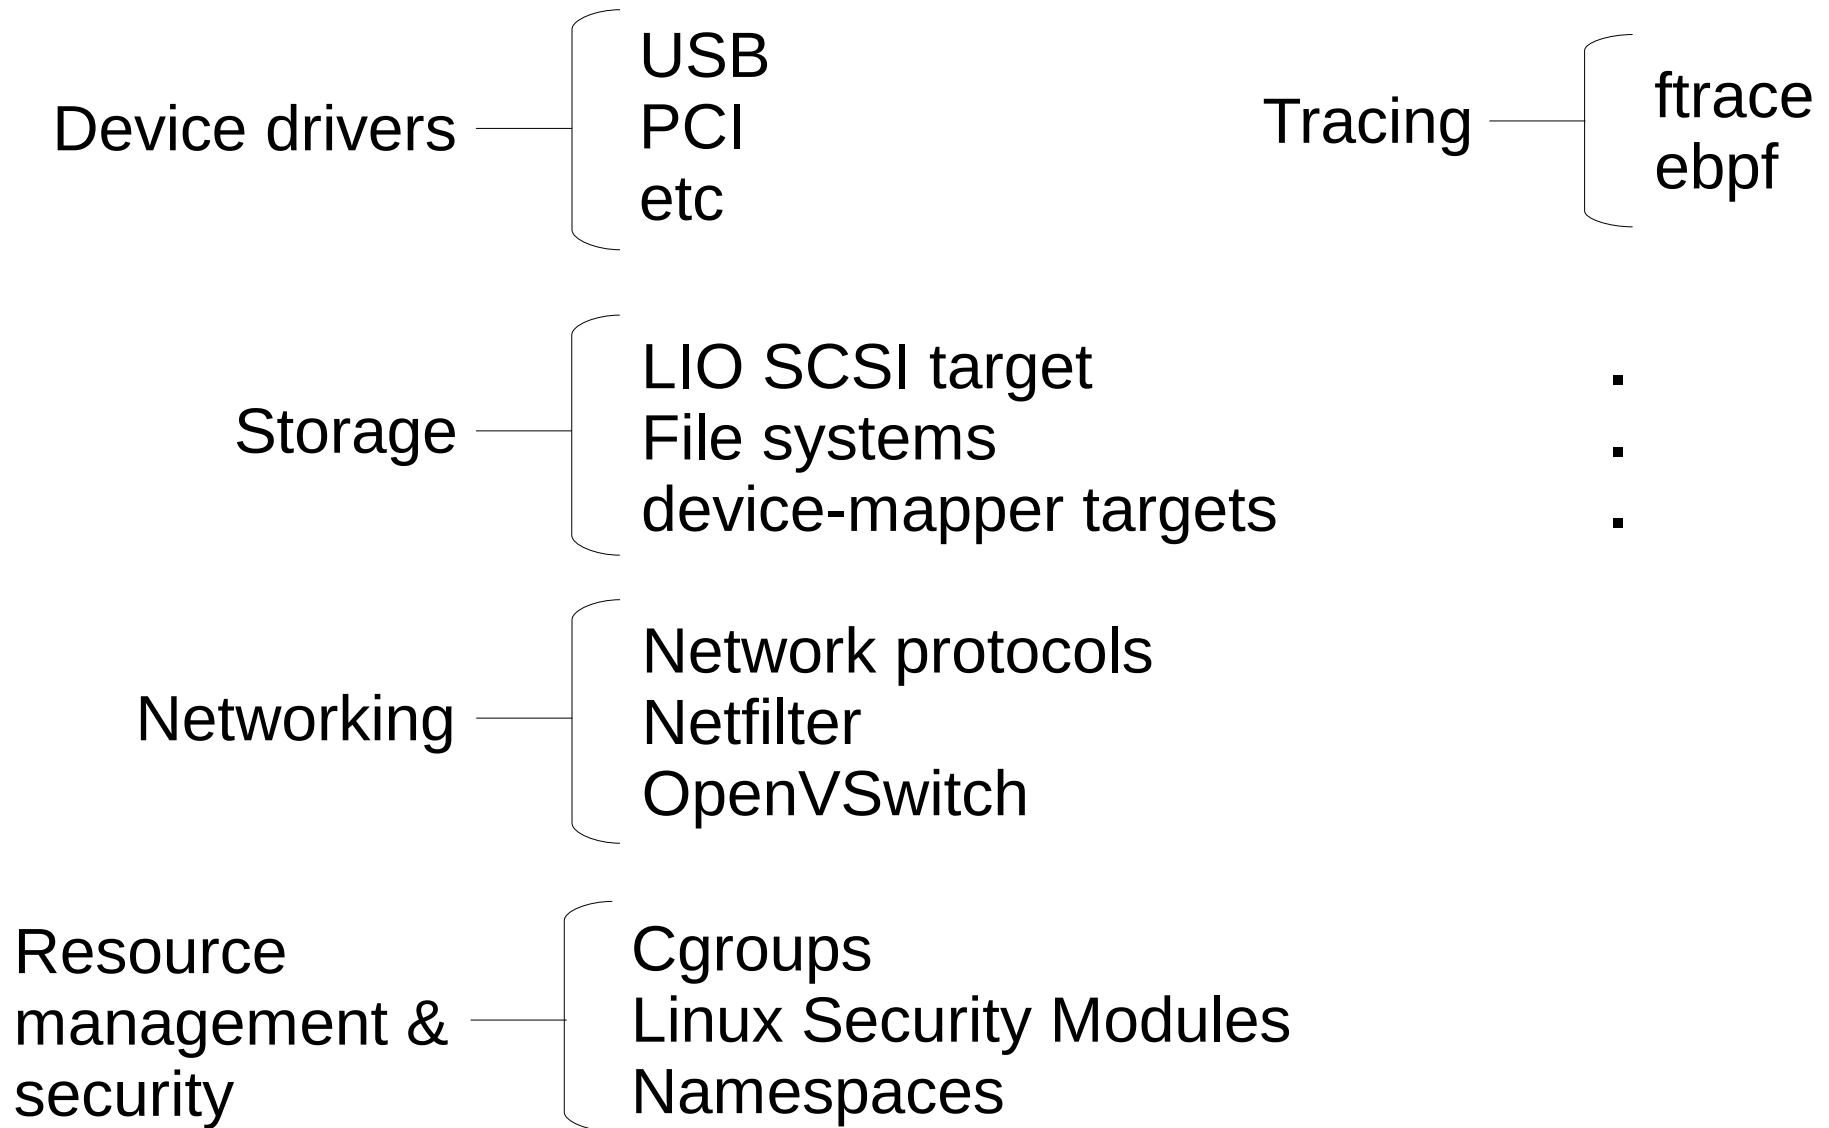 Device drivers
USB
PCI
etc
Tracing
ftrace
ebpf
Storage
LIO SCSI target
File systems
device-mapper targets
.
.
.
Networking
Network protocols
Netfilter
OpenVSwitch
Resource
management &
security
Cgroups
Linux Security Modules
Namespaces